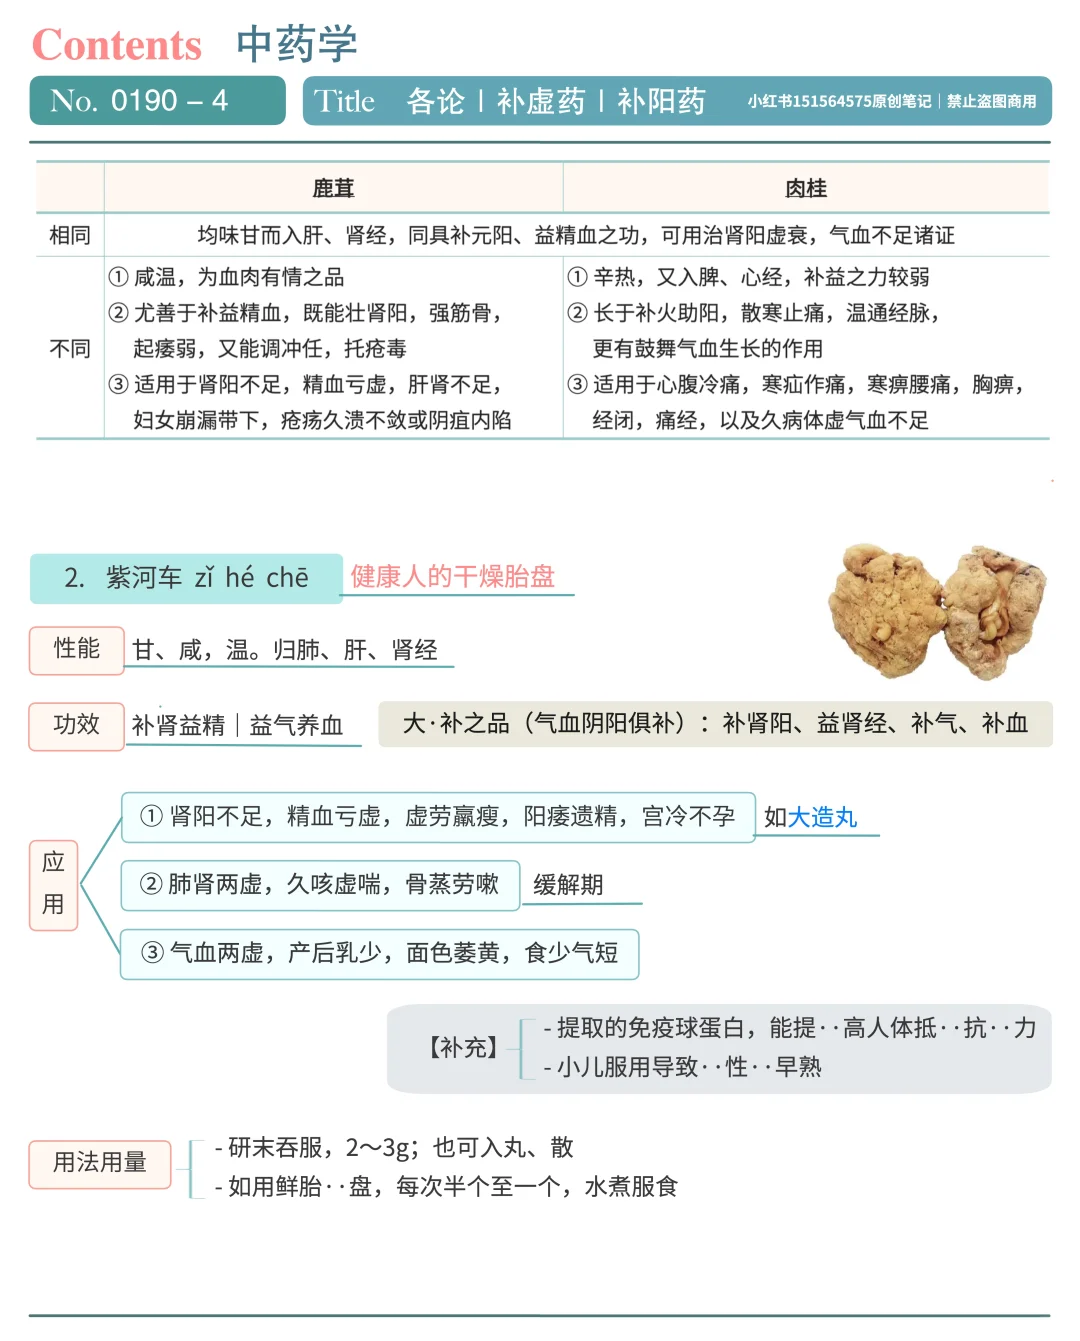 Contents 中药学
No. 0190 – 4
Title 各论丨补虚药丨补阳药 小红书151564575原创笔记｜禁止盗图商用
鹿茸 肉桂
相同 均味甘而入肝、肾经，同具补元阳、益精血之功，可用治肾阳虚衰，气血不足诸证
不同
① 咸温，为血肉有情之品
② 尤善于补益精血，既能壮肾阳，强筋骨，
起痿弱，又能调冲任，托疮毒
③ 适用于肾阳不足，精血亏虚，肝肾不足，
妇女崩漏带下，疮疡久溃不敛或阴疽内陷
① 辛热，又入脾、心经，补益之力较弱
② 长于补火助阳，散寒止痛，温通经脉，
更有鼓舞气血生长的作用
③ 适用于心腹冷痛，寒疝作痛，寒痹腰痛，胸痹，
经闭，痛经，以及久病体虚气血不足
2. 紫河车 zǐ hé chē 健康人的干燥胎盘
性能 甘、咸，温。归肺、肝、肾经
功效 补肾益精｜益气养血 大·补之品（气血阴阳俱补）：补肾阳、益肾经、补气、补血
应用
① 肾阳不足，精血亏虚，虚劳羸瘦，阳痿遗精，宫冷不孕 如大造丸
② 肺肾两虚，久咳虚喘，骨蒸劳嗽 缓解期
③ 气血两虚，产后乳少，面色萎黄，食少气短
【补充】
- 提取的免疫球蛋白，能提··高人体抵··抗··力
- 小儿服用导致··性··早熟
用法用量
- 研末吞服，2～3g；也可入丸、散
- 如用鲜胎··盘，每次半个至一个，水煮服食